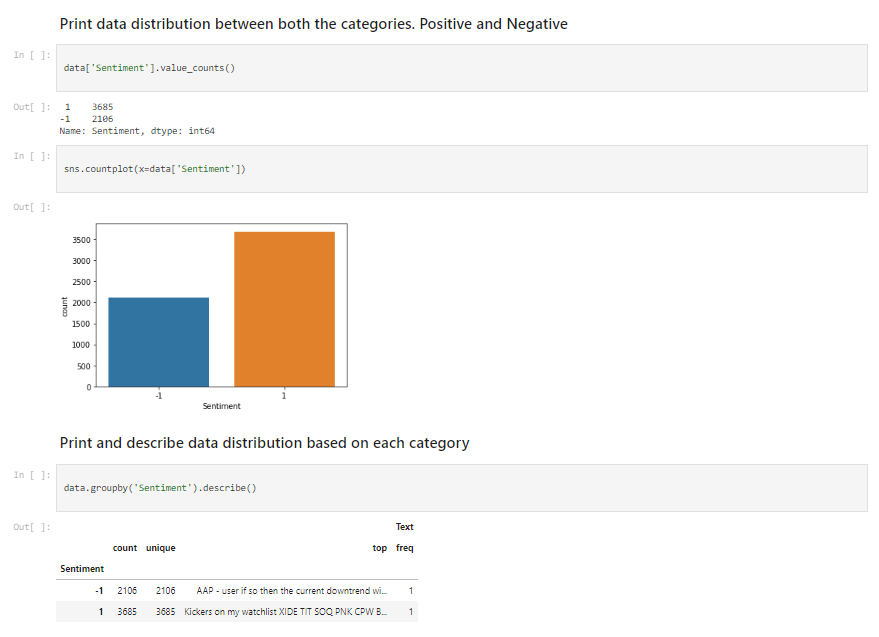 Print data distribution between both the categories. Positive and Negative
In [ ]:
data['Sentiment'].value_counts()
Out[ ]:
1 3685
-1 2106
Name: Sentiment, dtype: int64
In [ ]:
sns.countplot(x=data['Sentiment'])
Out[ ]:
3500
3000
2500
2000
1500
1000
500
0
count
-1 1
Sentiment
Print and describe data distribution based on each category
In [ ]:
data.groupby('Sentiment').describe()
Out[ ]:
Text
count unique top freq
Sentiment
-1 2106 2106 AAP - user if so then the current downtrend wi... 1
1 3685 3685 Kickers on my watchlist XIDE TIT SOQ PNK CPW B... 1